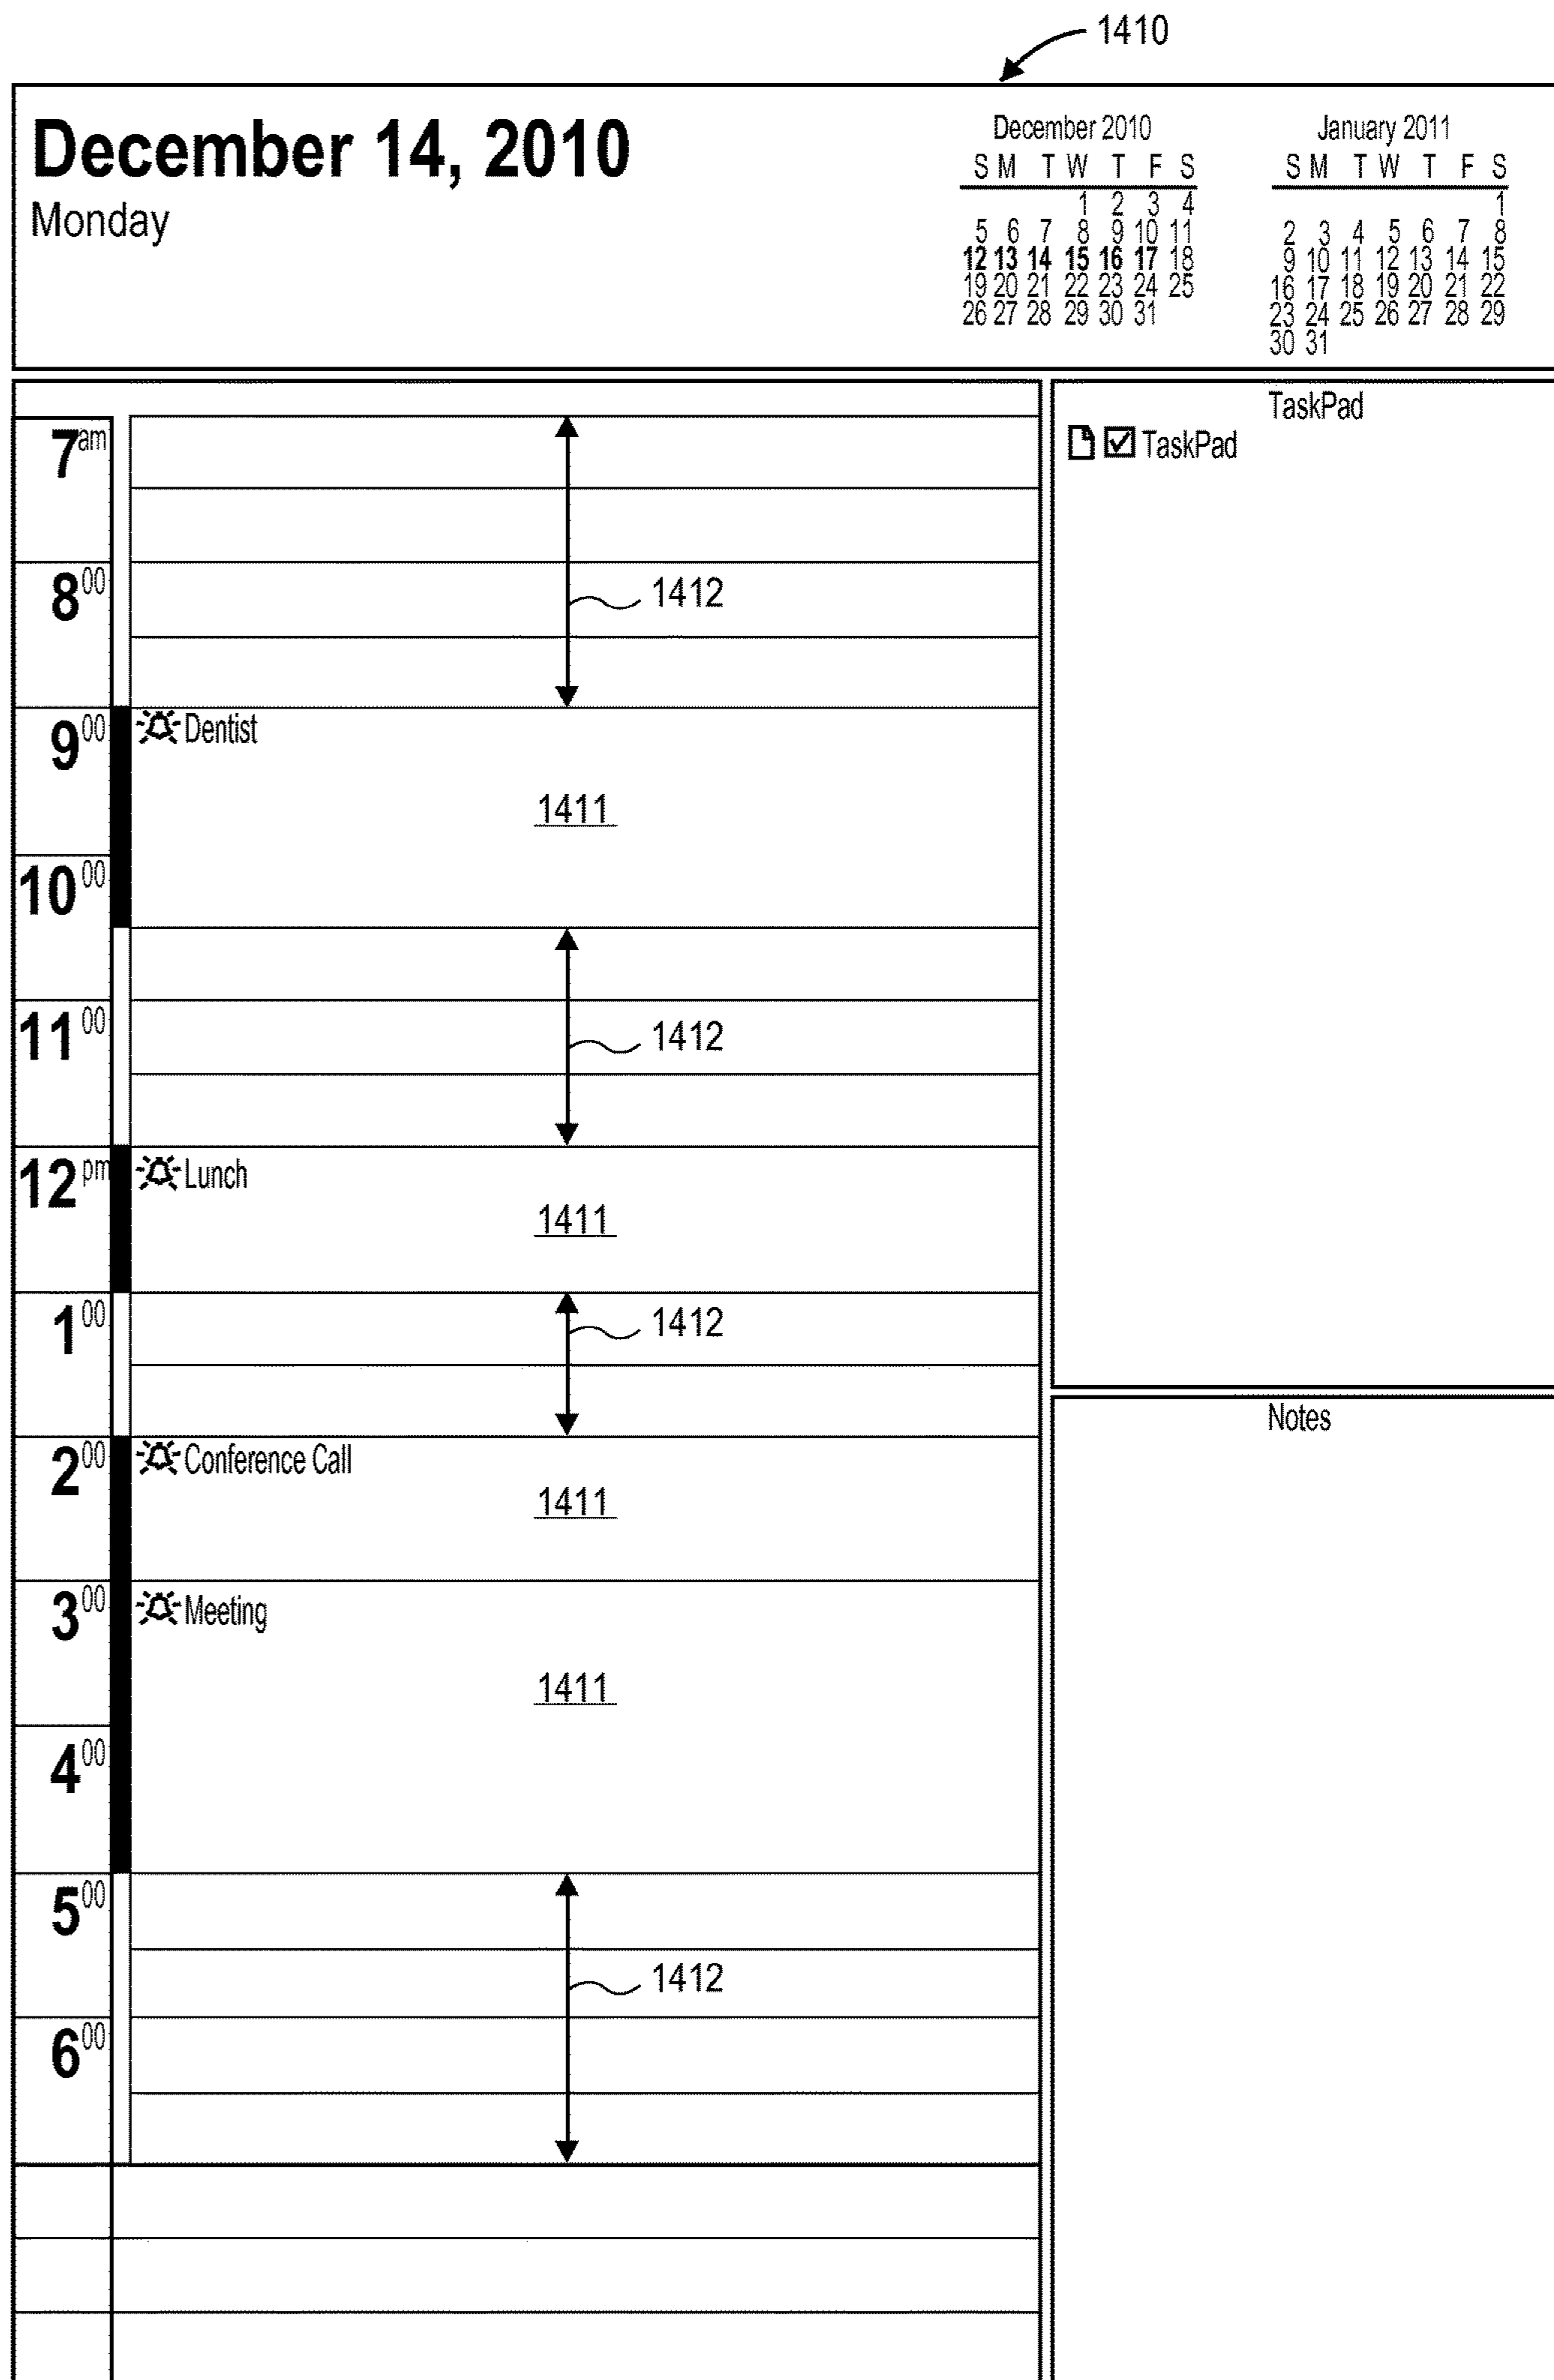 1410
December 14, 2010
Monday
December 2010
S M T W T F S
1 2 3 4
5 6 7 8 9 10 11
12 13 14 15 16 17 18
19 20 21 22 23 24 25
26 27 28 29 30 31
January 2011
S M T W T F S
1
2 3 4 5 6 7 8
9 10 11 12 13 14 15
16 17 18 19 20 21 22
23 24 25 26 27 28 29
30 31
7 am
8 00
1412
9 00 Dentist
1411
10 00
11 00
1412
12 pm Lunch
1411
1 00
1412
2 00 Conference Call
1411
3 00 Meeting
1411
4 00
5 00
1412
6 00
TaskPad
TaskPad
Notes